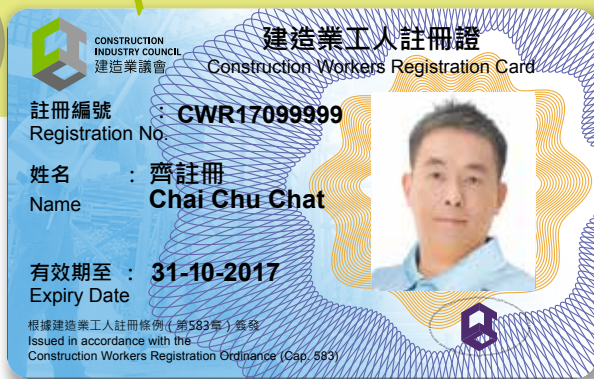 CONSTRUCTION
INDUSTRY COUNCIL
建造業議會
建造業工人註冊證
Construction Workers Registration Card
註冊編號 : CWR17099999
Registration No.
姓名 : 齊註冊
Name Chai Chu Chat
有效期至 : 31-10-2017
Expiry Date
根據建造業工人註冊條例 ( 第583章 ) 簽發
Issued in accordance with the
Construction Workers Registration Ordinance (Cap. 583)